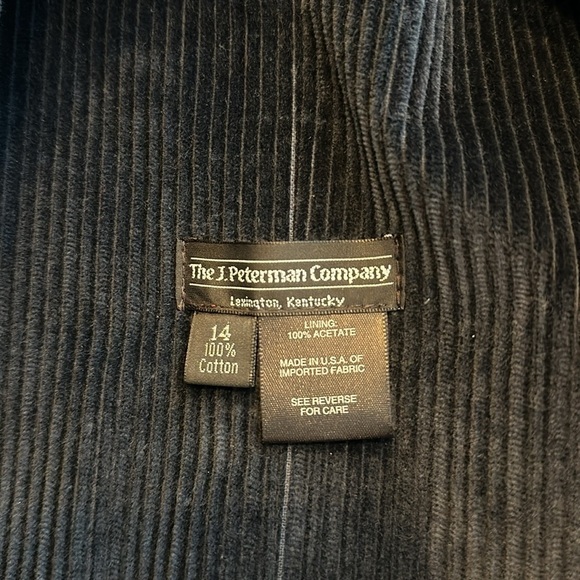 The J. Peterman Company
Lexington, Kentucky
14
100%
Cotton
LINING:
100% ACETATE
MADE IN U.S.A. OF
IMPORTED FABRIC
SEE REVERSE
FOR CARE